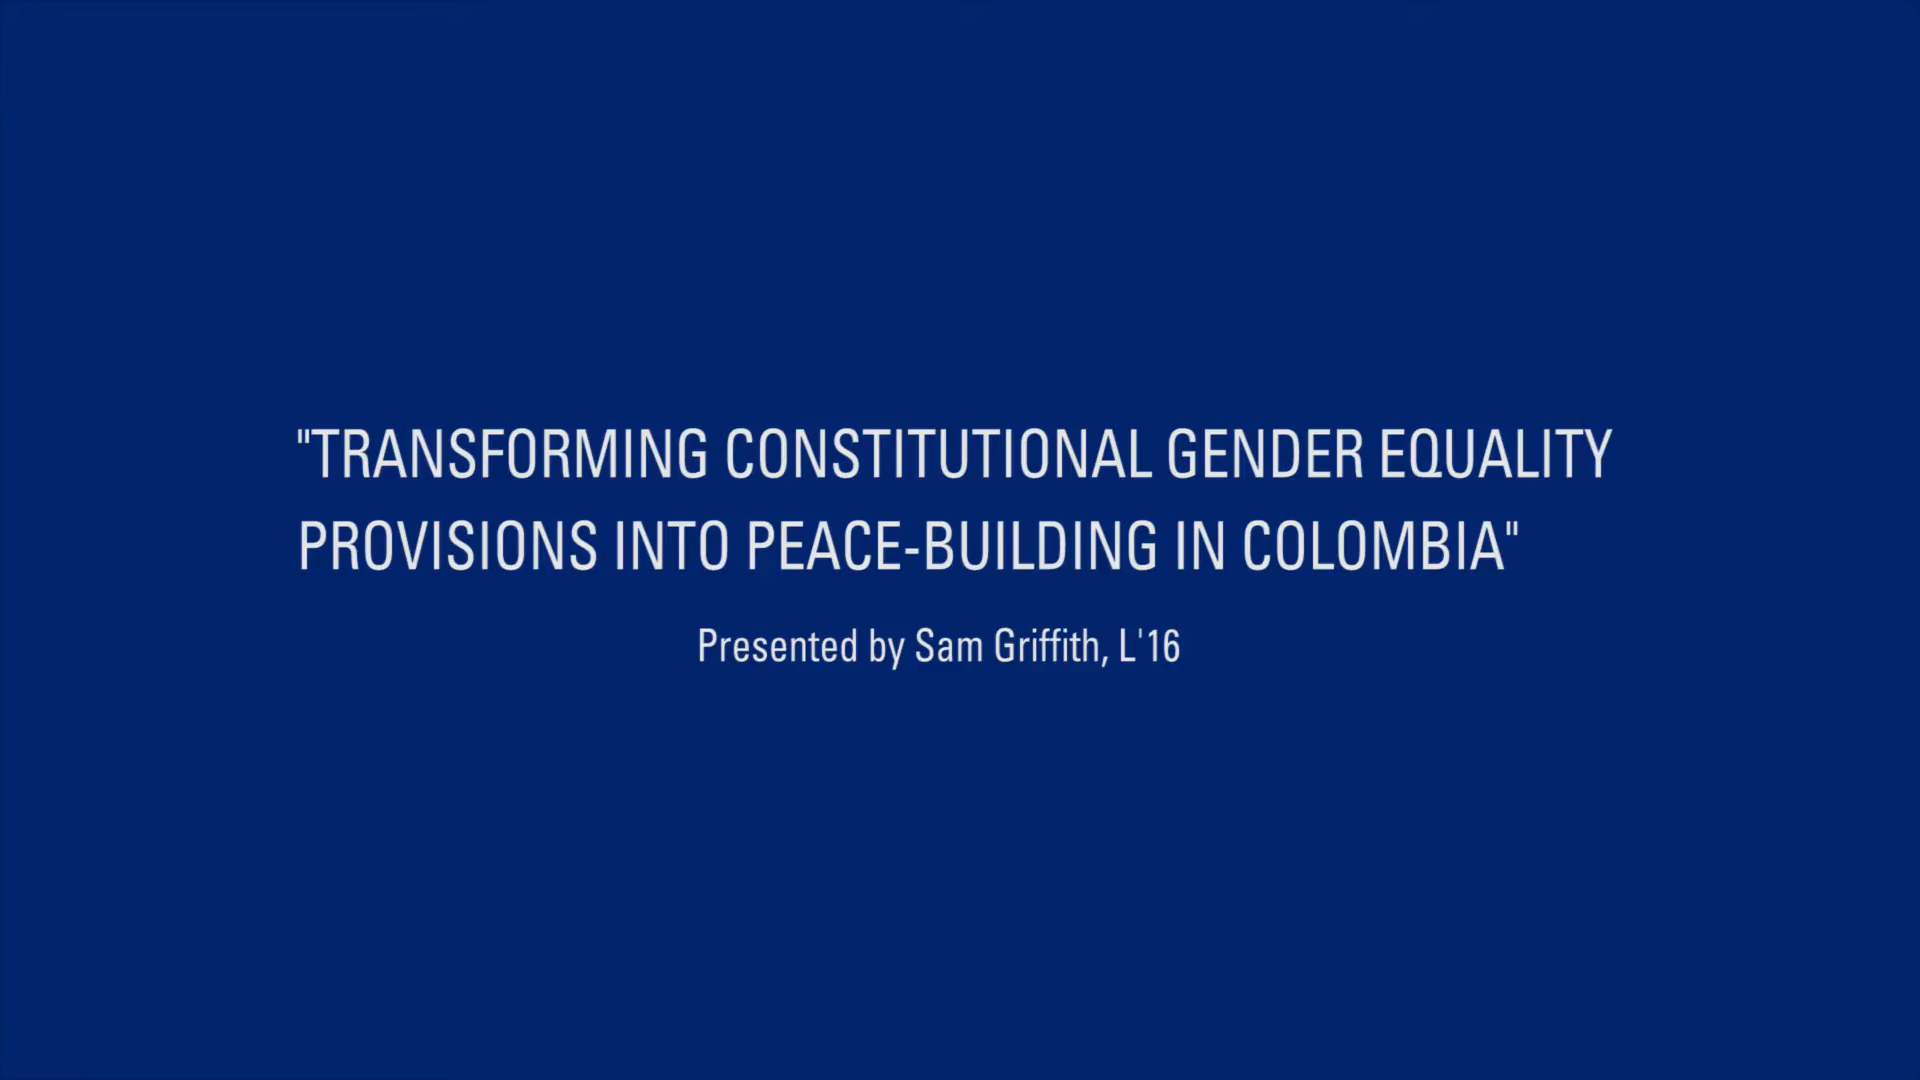 "TRANSFORMING CONSTITUTIONAL GENDER EQUALITY
PROVISIONS INTO PEACE-BUILDING IN COLOMBIA"
Presented by Sam Griffith, L'16